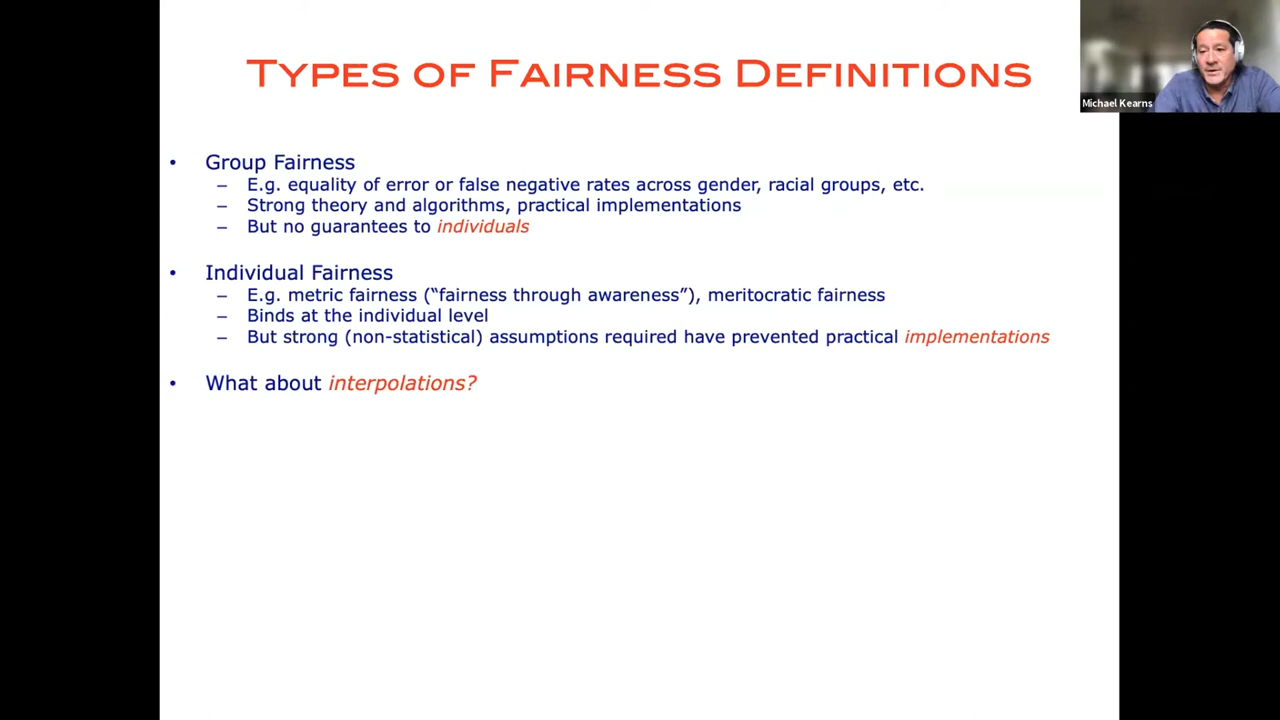 TYPES OF FAIRNESS DEFINITIONS
Michael Kearns
• Group Fairness
– E.g. equality of error or false negative rates across gender, racial groups, etc.
– Strong theory and algorithms, practical implementations
– But no guarantees to individuals
• Individual Fairness
– E.g. metric fairness (“fairness through awareness”), meritocratic fairness
– Binds at the individual level
– But strong (non-statistical) assumptions required have prevented practical implementations
• What about interpolations?